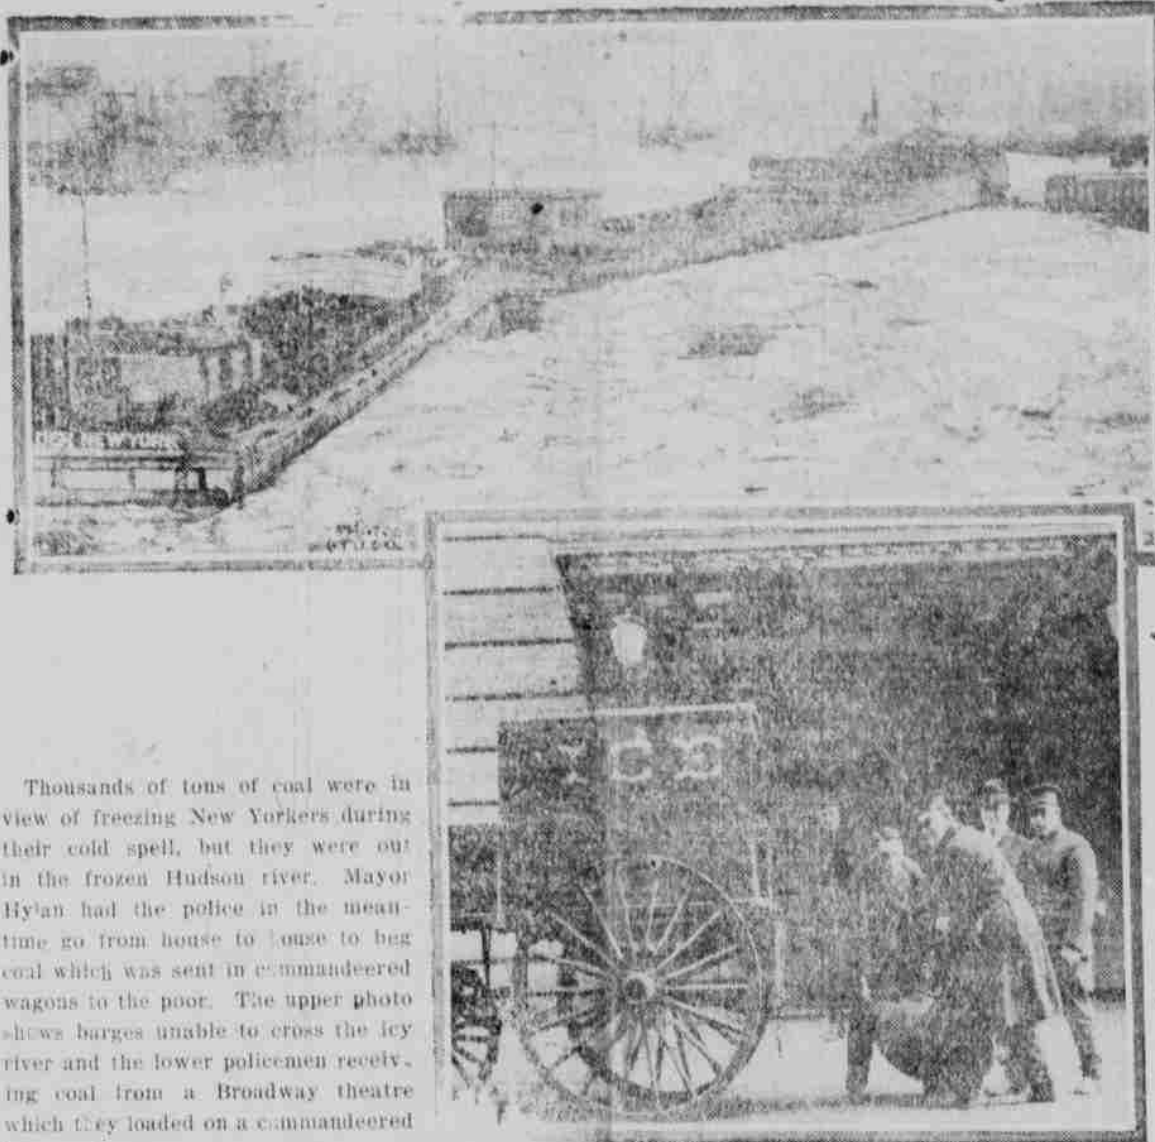 NEW YORK
Y C B
Thousands of tons of coal were in
view of freezing New Yorkers during
their cold spell, but they were out
in the frozen Hudson river. Mayor
Hylan had the police in the mean-
time go from house to house to beg
coal which was sent in commandeered
wagons to the poor. The upper photo
shows barges unable to cross the icy
river and the lower policemen receiv-
ing coal from a Broadway theatre
which they loaded on a commandeered